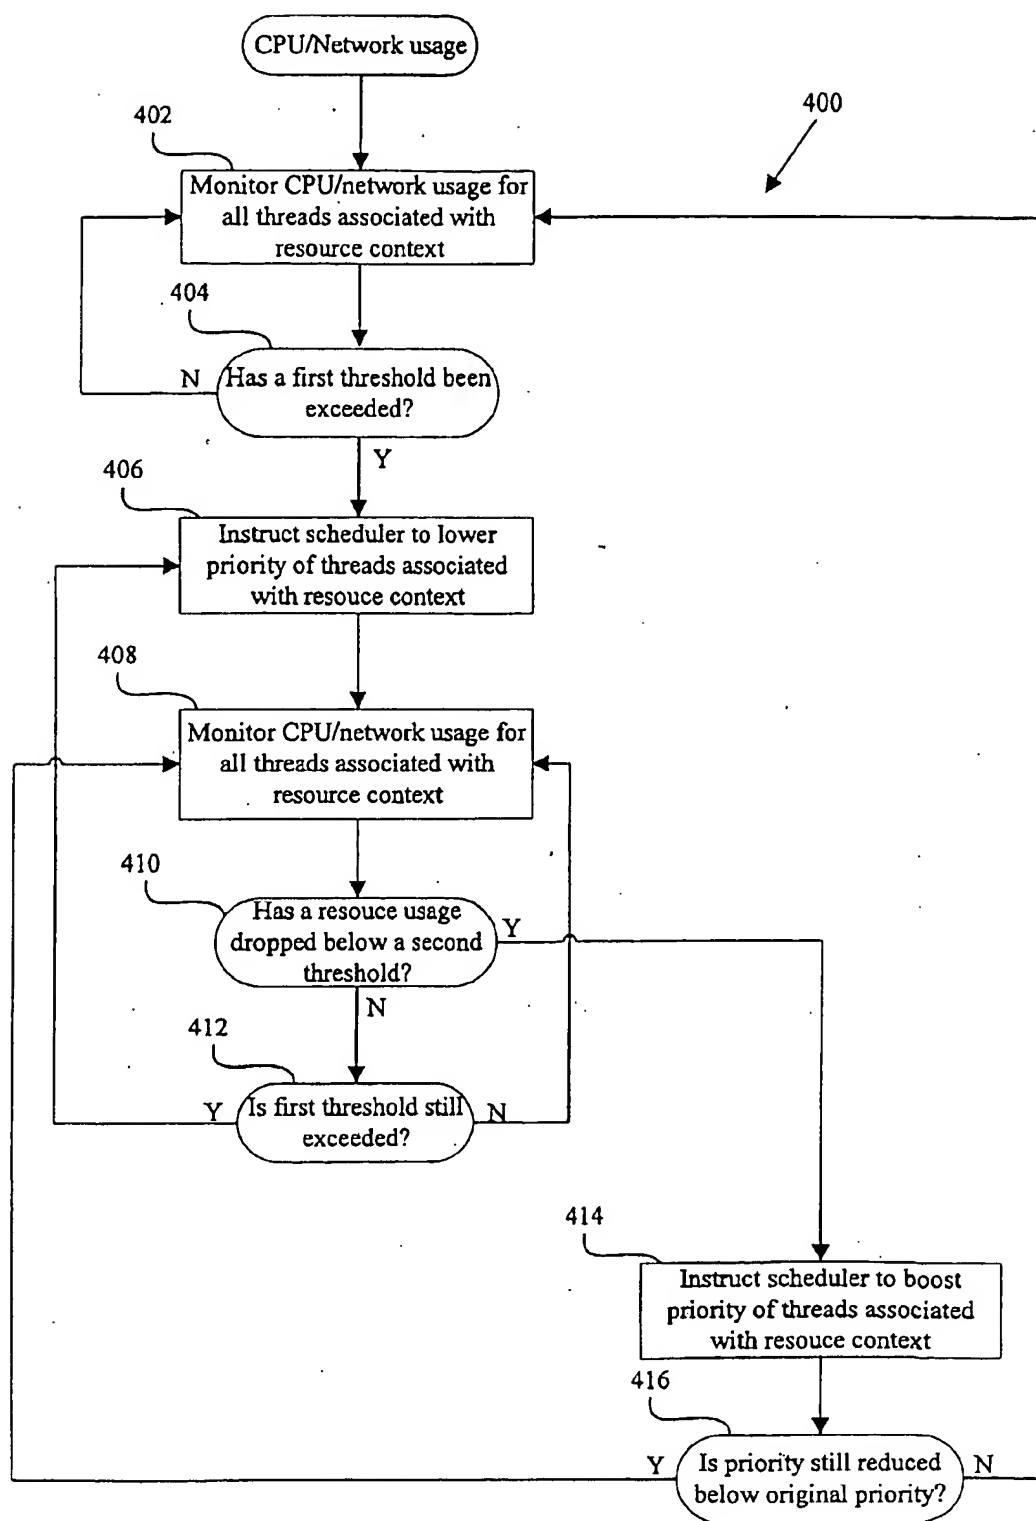 CPU/Network usage
400
402
Monitor CPU/network usage for
all threads associated with
resource context
404
N
Has a first threshold been
exceeded?
Y
406
Instruct scheduler to lower
priority of threads associated
with resouce context
408
Monitor CPU/network usage for
all threads associated with
resource context
410
Has a resouce usage
dropped below a second
threshold?
Y
N
412
Y
Is first threshold still
exceeded?
N
414
Instruct scheduler to boost
priority of threads associated
with resouce context
416
Y
Is priority still reduced
below original priority?
N